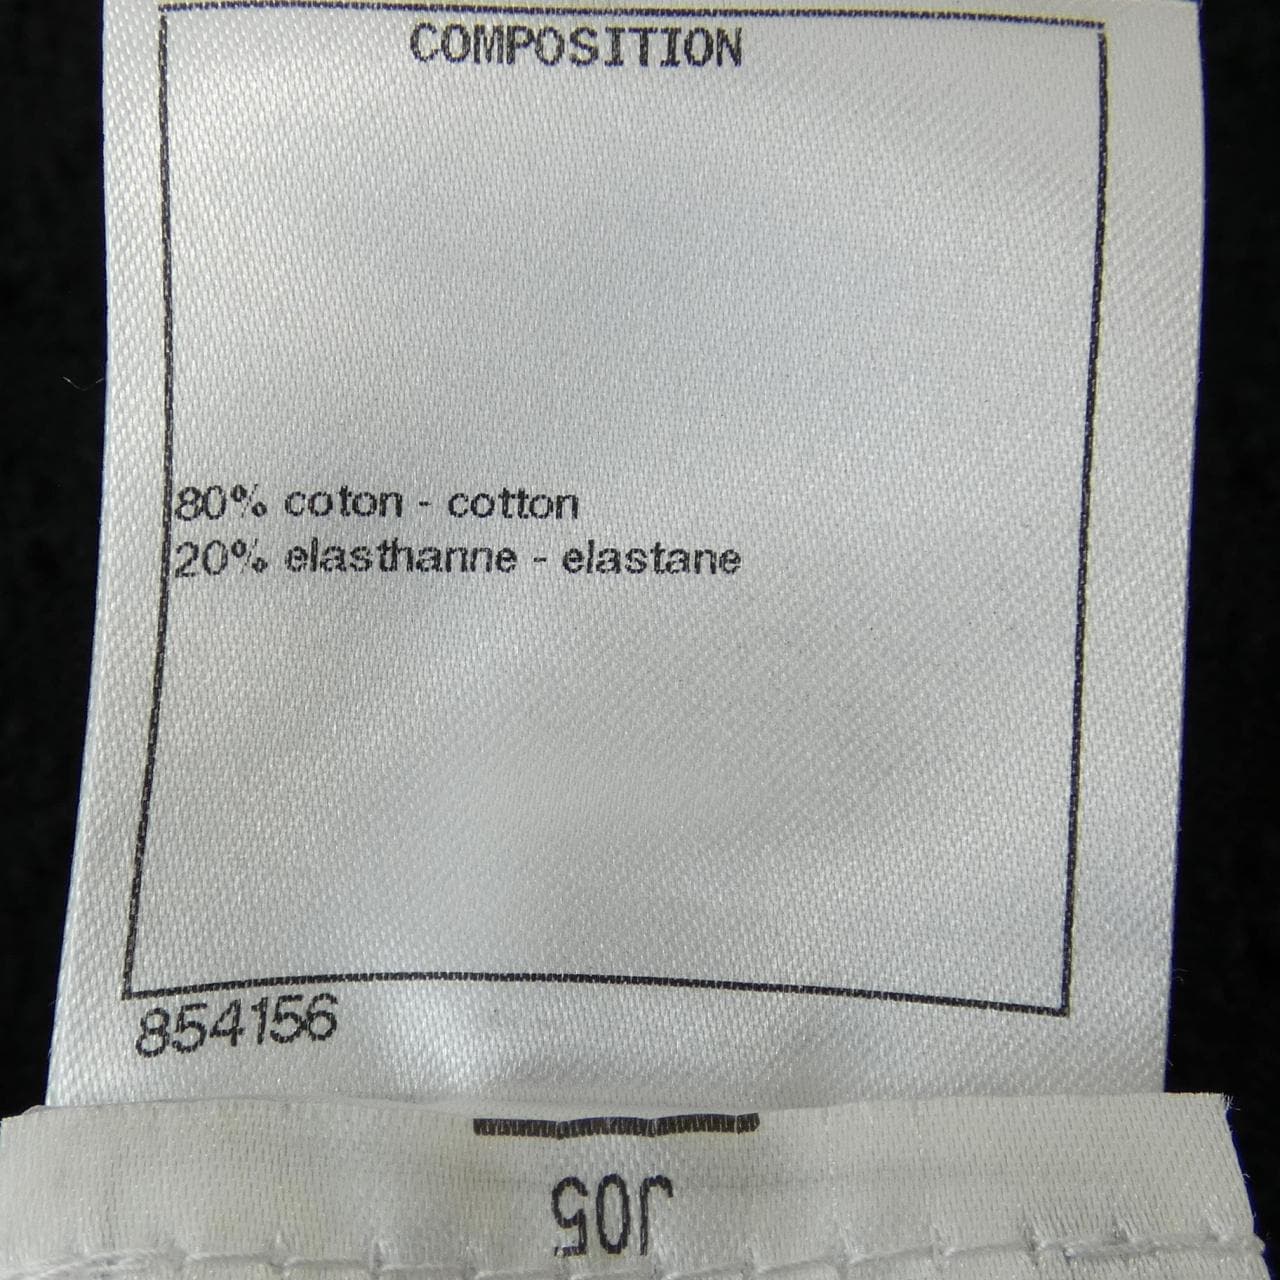 COMPOSITION
80% coton - cotton
20% elasthanne - elastane
854156
J05